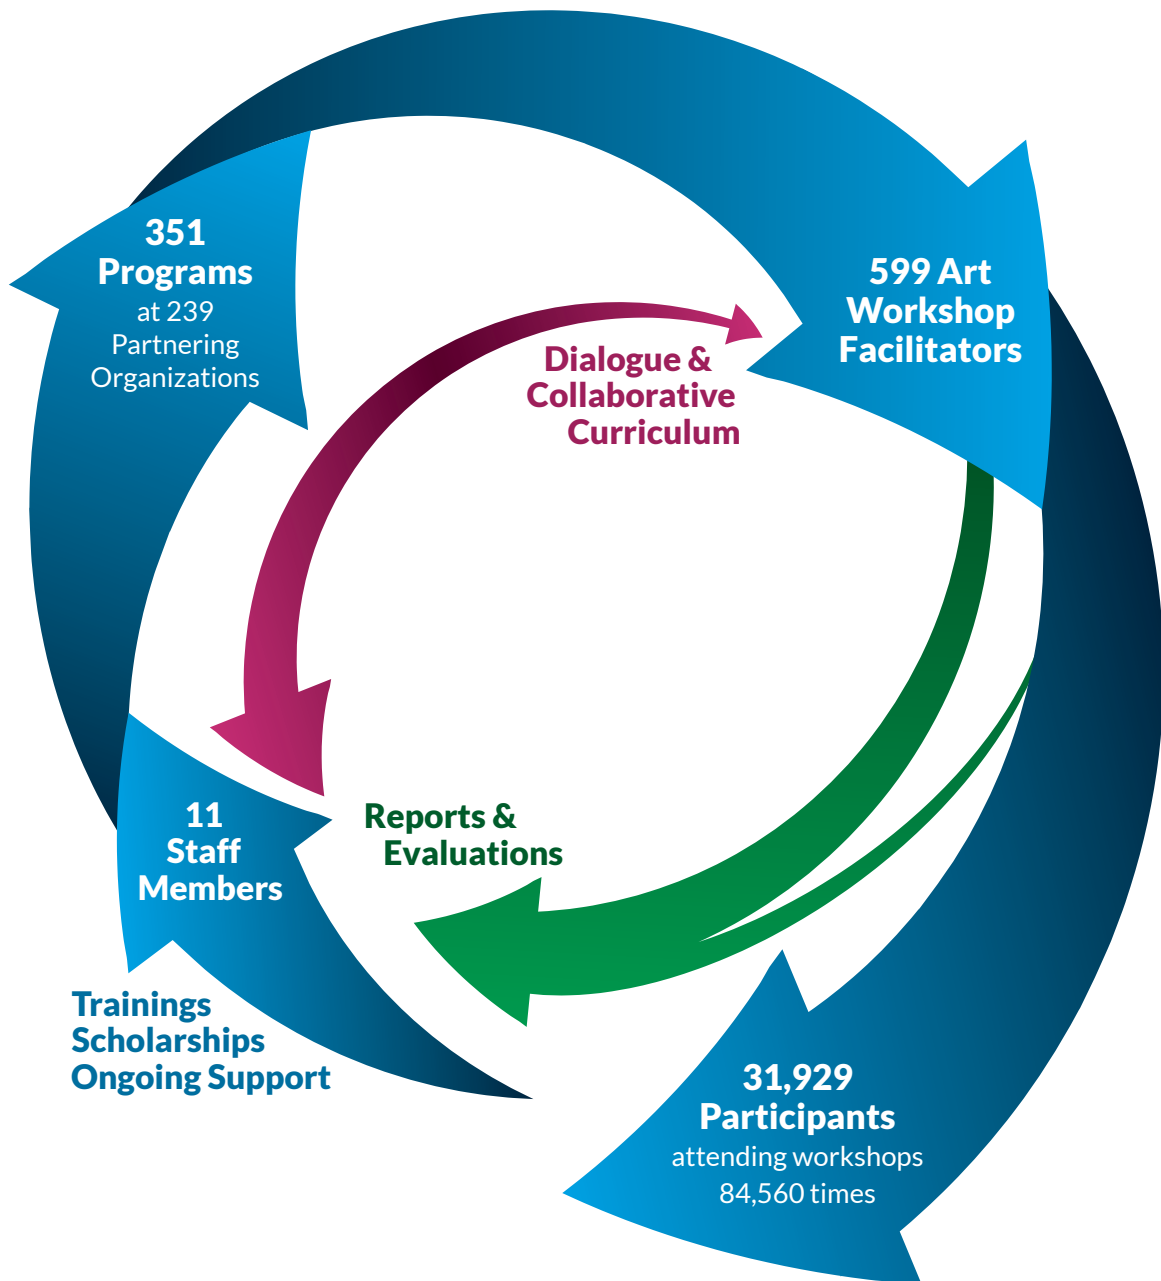 351
Programs
at 239
Partnering
Organizations
599 Art
Workshop
Facilitators
Dialogue &
Collaborative
Curriculum
11
Staff
Members
Reports &
Evaluations
Trainings
Scholarships
Ongoing Support
31,929
Participants
attending workshops
84,560 times